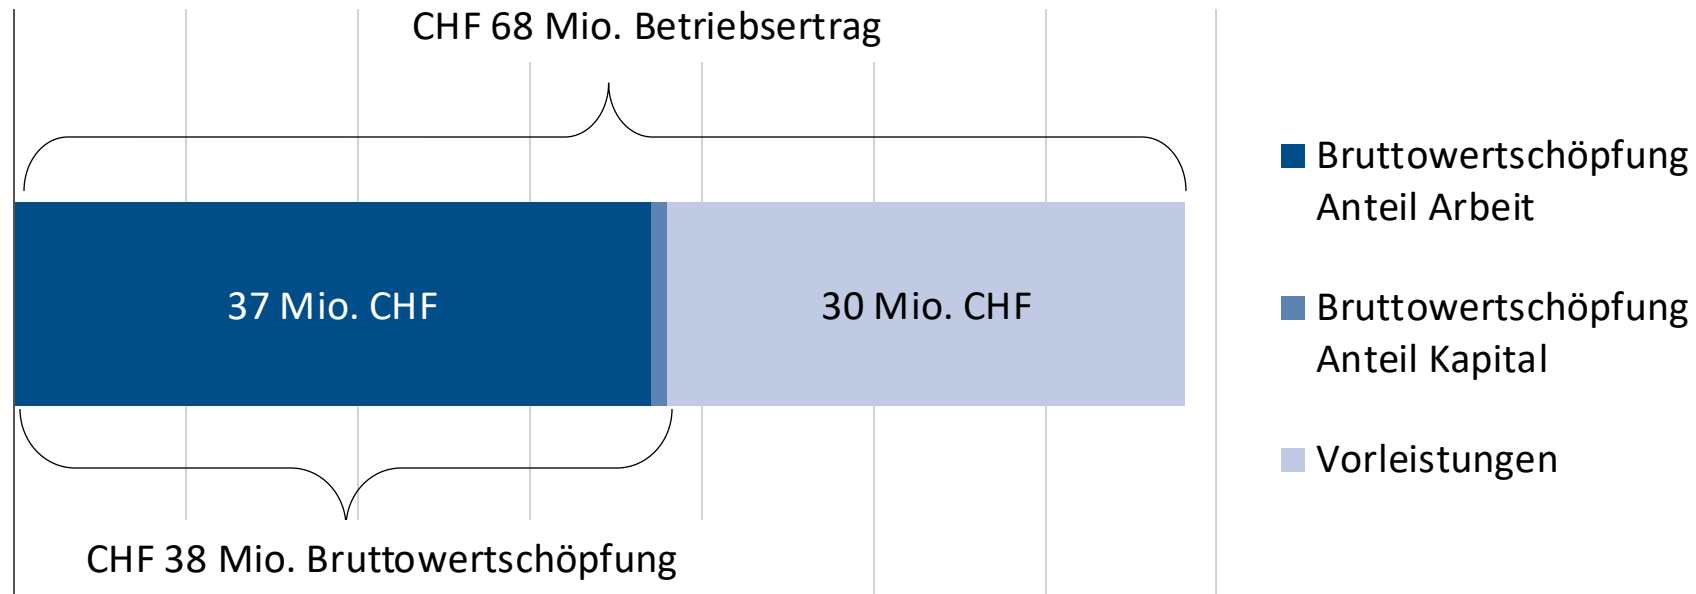 CHF 68 Mio. Betriebsertrag
37 Mio. CHF
30 Mio. CHF
CHF 38 Mio. Bruttowertschöpfung
Bruttowertschöpfung
Anteil Arbeit
Bruttowertschöpfung
Anteil Kapital
Vorleistungen